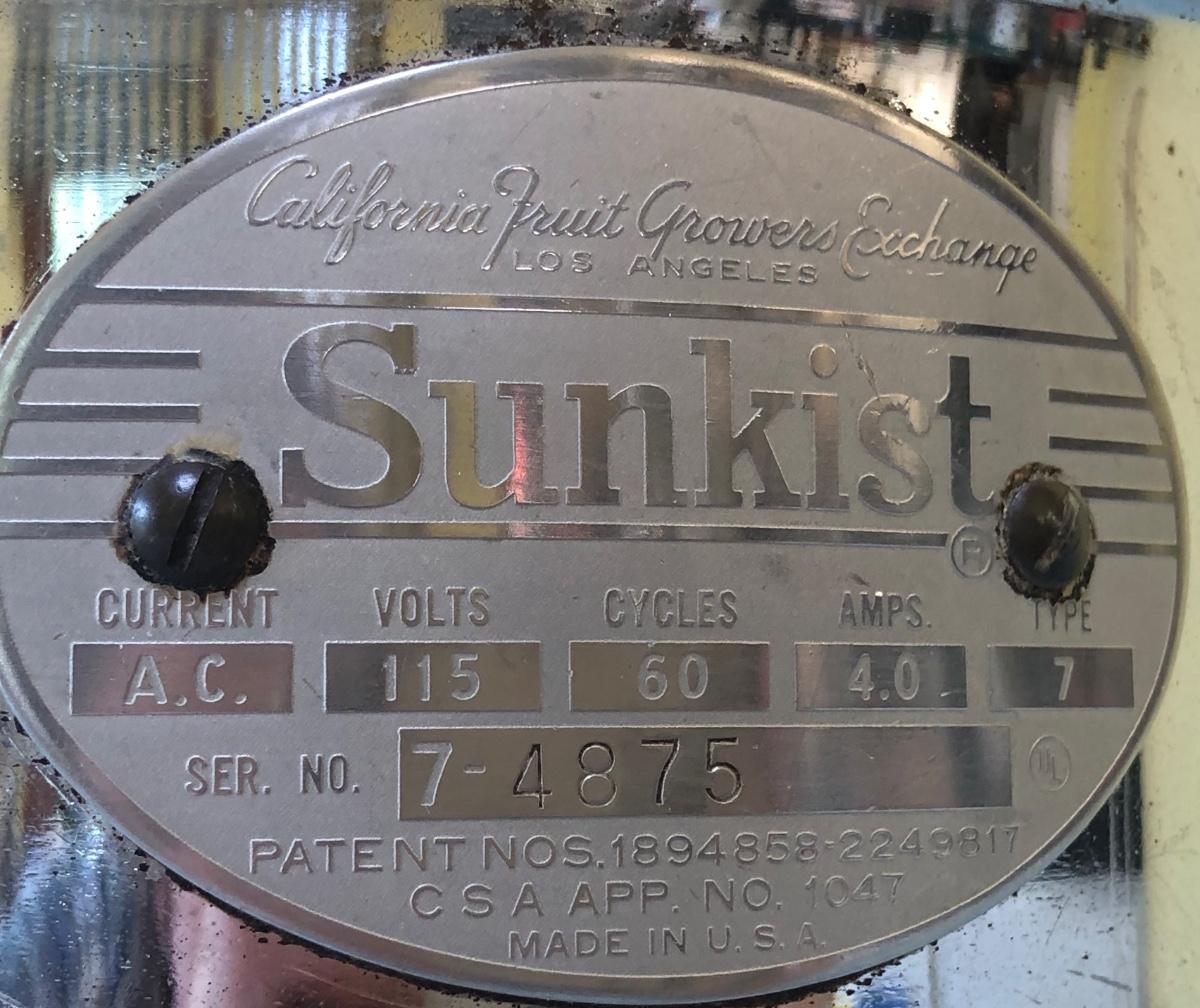 California Fruit Growers Exchange
LOS ANGELES
Sunkist
®
CURRENT VOLTS CYCLES AMPS. TYPE
A.C. 115 60 4.0 7
SER. NO. 7-4875 UL
PATENT NOS. 1894858-2249817
CSA APP. NO. 1047
MADE IN U.S.A.